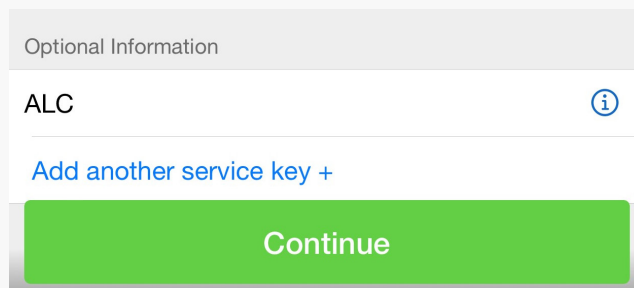 Optional Information
ALC
Add another service key +
Continue